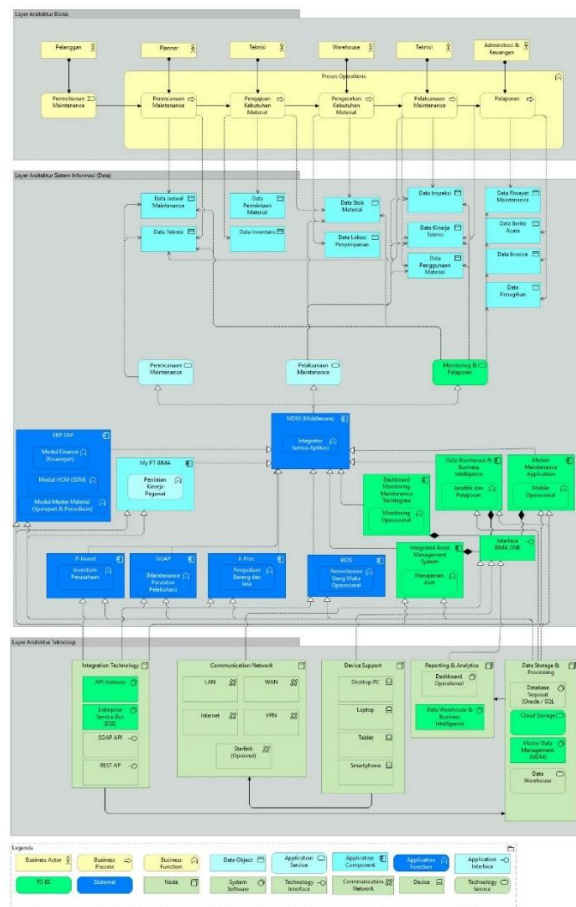 Layer Arsitektur Bisnis
Pelanggan
Planner
Teknisi
Warehouse
Teknisi
Administrasi &
Keuangan
Proses Operations
Permohonan
Maintenance
Perencanaan
Maintenance
Pengajuan
Kebutuhan
Material
Pengecekan
Kebutuhan
Material
Pelaksanaan
Maintenance
Pelaporan
Layer Arsitektur Sistem Informasi (Data)
Data Jadwal
Maintenance
Data
Permintaan
Material
Data Stok
Material
Data Inspeksi
Data Riwayat
Maintenance
Data Teknisi
Data Inventaris
Data Lokasi
Penyimpanan
Data Kinerja
Teknisi
Data Berita
Acara
Data
Penggunaan
Material
Data Invoice
Data
Perencanaan
Maintenance
Pelaksanaan
Maintenance
Monitoring &
Pelaporan
MDM (Middleware)
Integrator
Semua Aplikasi
ERP SAP
Modul Finance
(Keuangan)
Modul HCM (SDM)
Modul Master Material
(Sparepart & Pengadaan)
My PT BIMA
Penilaian
Kinerja
Pegawai
Dashboard
Monitoring
Maintenance
Terintegrasi
Monitoring
Operasional
Data Warehouse &
Business
Intelligence
Analitik dan
Pelaporan
Mobile
Maintenance
Application
Mobile
Operasional
Interface
BIMA ONE
P-Invent
Inventaris
Perusahaan
(Maintenance
Peralatan
Pelabuhan)
E-Proc
Pengadaan
Barang dan
Jasa
BIOS
Permohonan
Uang Muka
Operasional
Integrated Asset
Management
System
Manajemen
Aset
Layer Arsitektur Teknologi
Integration Technology
API Gateway
Enterprise
Service Bus
(ESB)
SOAP API
REST API
Communication Network
LAN
WAN
Internet
VPN
Starlink
(Opsional)
Device Support
Desktop PC
Laptop
Tablet
Smartphone
Reporting & Analytics
Dashboard
Operational
Data Warehouse &
Business
Intelligence
Data Storage &
Processing
Database
Terpusat
(Oracle / SQL
Cloud Storage
Master Data
Management
(MDM)
Data
Warehouse
Legends
Business Actor
Business
Process
Business
Function
Data Object
Application
Service
Application
Component
Application
Function
Application
Interface
TO BE
Eksternal
Node
System
Software
Technology
Interface
Communication
Network
Device
Technology
Service